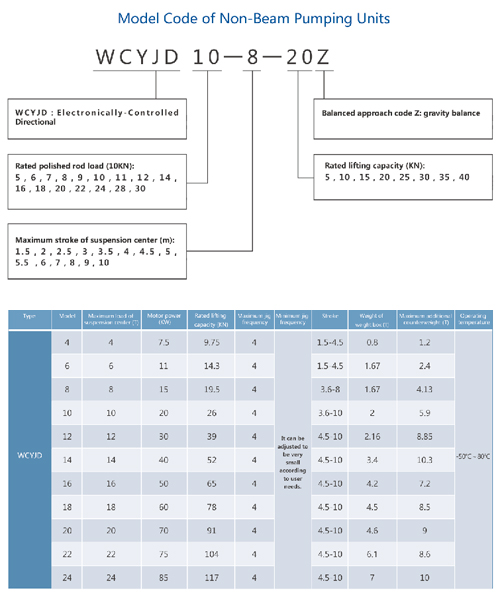 Model Code of Non-Beam Pumping Units
WCYJD 10—8—20Z
WCYJD : Electronically-Controlled
Directional
Balanced approach code Z: gravity balance
Rated polished rod load (10KN):
5 , 6 , 7 , 8 , 9 , 10 , 11 , 12 , 14 ,
16 , 18 , 20 , 22 , 24 , 28 , 30
Rated lifting capacity (KN):
5 , 10 , 15 , 20 , 25 , 30 , 35 , 40
Maximum stroke of suspension center (m):
1.5 , 2 , 2.5 , 3 , 3.5 , 4 , 4.5 , 5 ,
5.5 , 6 , 7 , 8 , 9 , 10
Type Model Maximum load of suspension center (T) Motor power (KW) Rated lifting capacity (KN) Maximum jig frequency Minimum jig frequency Stroke Weight of weight box (T) Maximum additional counterweight (T) Operating temperature
4 4 7.5 9.75 4 1.5-4.5 0.8 1.2
6 6 11 14.3 4 1.5-4.5 1.67 2.4
8 8 15 19.5 4 3.6-8 1.67 4.13
10 10 20 26 4 3.6-10 2 5.9
12 12 30 39 4 4.5-10 2.16 8.85
14 14 40 52 4 4.5-10 3.4 10.3
16 16 50 65 4 4.5-10 4.2 7.2
18 18 60 78 4 4.5-10 4.5 8.5
20 20 70 91 4 4.5-10 4.6 9
22 22 75 104 4 4.5-10 6.1 8.6
24 24 85 117 4 4.5-10 7 10
WCYJD
It can be
adjusted to
be very
small
according
to user
needs.
-50℃ ~ 80℃